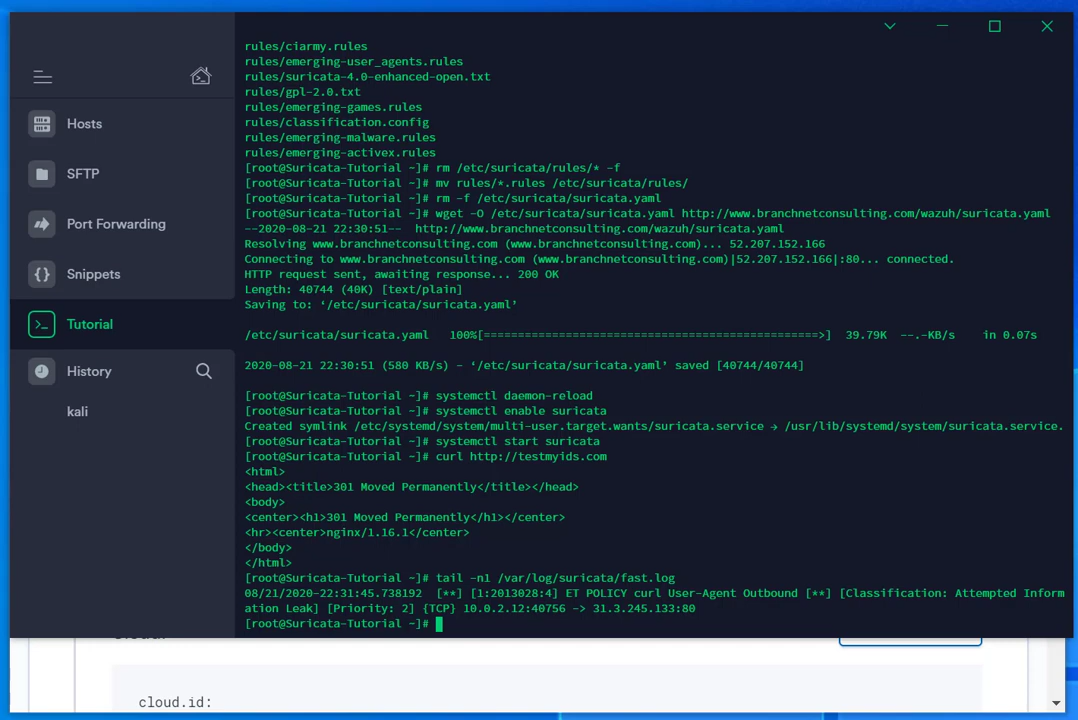 Hosts
SFTP
Port Forwarding
Snippets
Tutorial
History
kali
rules/ciarmy.rules
rules/emerging-user_agents.rules
rules/suricata-4.0-enhanced-open.txt
rules/gpl-2.0.txt
rules/emerging-games.rules
rules/classification.config
rules/emerging-malware.rules
rules/emerging-activex.rules
[root@Suricata-Tutorial ~]# rm /etc/suricata/rules/* -f
[root@Suricata-Tutorial ~]# mv rules/*.rules /etc/suricata/rules/
[root@Suricata-Tutorial ~]# rm -f /etc/suricata/suricata.yaml
[root@Suricata-Tutorial ~]# wget -O /etc/suricata/suricata.yaml http://www.branchnetconsulting.com/wazuh/suricata.yaml
--2020-08-21 22:30:51--  http://www.branchnetconsulting.com/wazuh/suricata.yaml
Resolving www.branchnetconsulting.com (www.branchnetconsulting.com)... 52.207.152.166
Connecting to www.branchnetconsulting.com (www.branchnetconsulting.com)|52.207.152.166|:80... connected.
HTTP request sent, awaiting response... 200 OK
Length: 40744 (40K) [text/plain]
Saving to: ‘/etc/suricata/suricata.yaml’
/etc/suricata/suricata.yaml   100%[=================================================>]  39.79K  --.-KB/s    in 0.07s
2020-08-21 22:30:51 (580 KB/s) - ‘/etc/suricata/suricata.yaml’ saved [40744/40744]
[root@Suricata-Tutorial ~]# systemctl daemon-reload
[root@Suricata-Tutorial ~]# systemctl enable suricata
Created symlink /etc/systemd/system/multi-user.target.wants/suricata.service → /usr/lib/systemd/system/suricata.service.
[root@Suricata-Tutorial ~]# systemctl start suricata
[root@Suricata-Tutorial ~]# curl http://testmyids.com
<html>
<head><title>301 Moved Permanently</title></head>
<body>
<center><h1>301 Moved Permanently</h1></center>
<hr><center>nginx/1.16.1</center>
</body>
</html>
[root@Suricata-Tutorial ~]# tail -n1 /var/log/suricata/fast.log
08/21/2020-22:31:45.738192  [**] [1:2013028:4] ET POLICY curl User-Agent Outbound [**] [Classification: Attempted Inform
ation Leak] [Priority: 2] {TCP} 10.0.2.12:40756 -> 31.3.245.133:80
[root@Suricata-Tutorial ~]#
cloud.id: